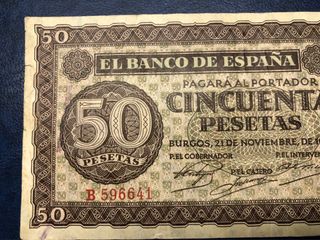 50
EL BANCO DE ESPAÑA
PAGARÁ AL PORTADOR
CINCUENTA
PESETAS
50
PESETAS
BURGOS, 21 DE NOVIEMBRE, DE
P.EL GOBERNADOR
P.EL CAJERO
P.EL INTERVEN
B 596641
50